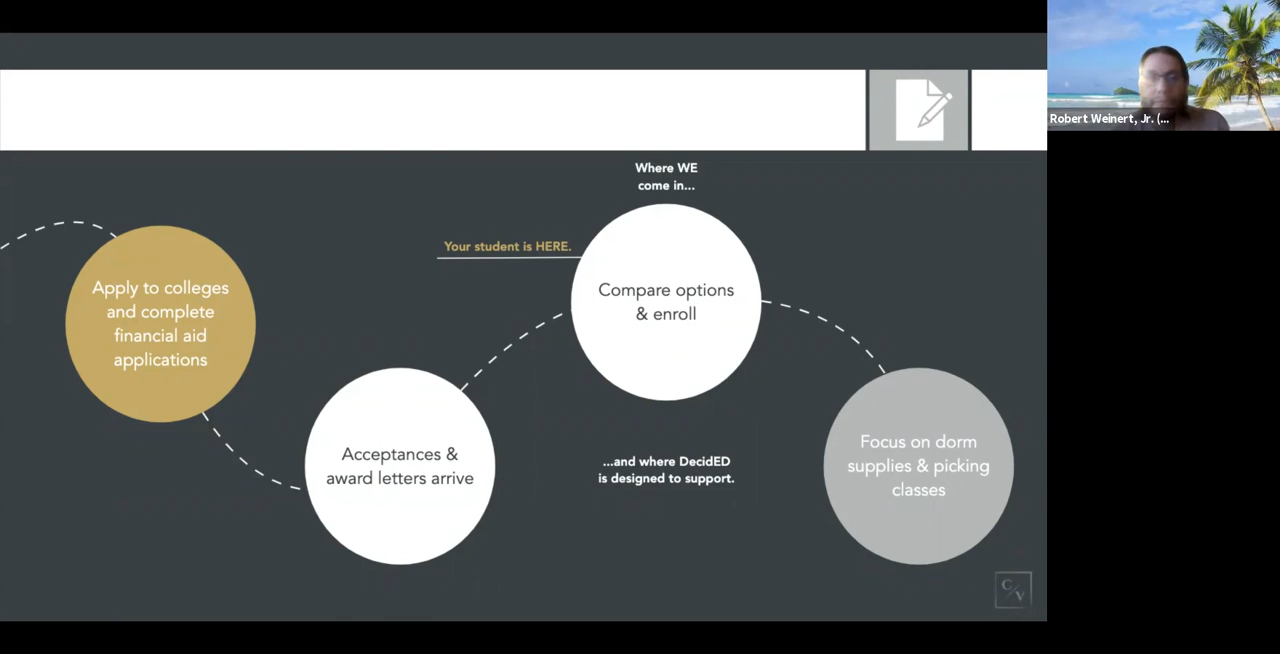 Robert Weinert, Jr. (...
Where WE
come in...
Your student is HERE.
Apply to colleges
and complete
financial aid
applications
Compare options
& enroll
Acceptances &
award letters arrive
...and where DecidED
is designed to support.
Focus on dorm
supplies & picking
classes
C/V